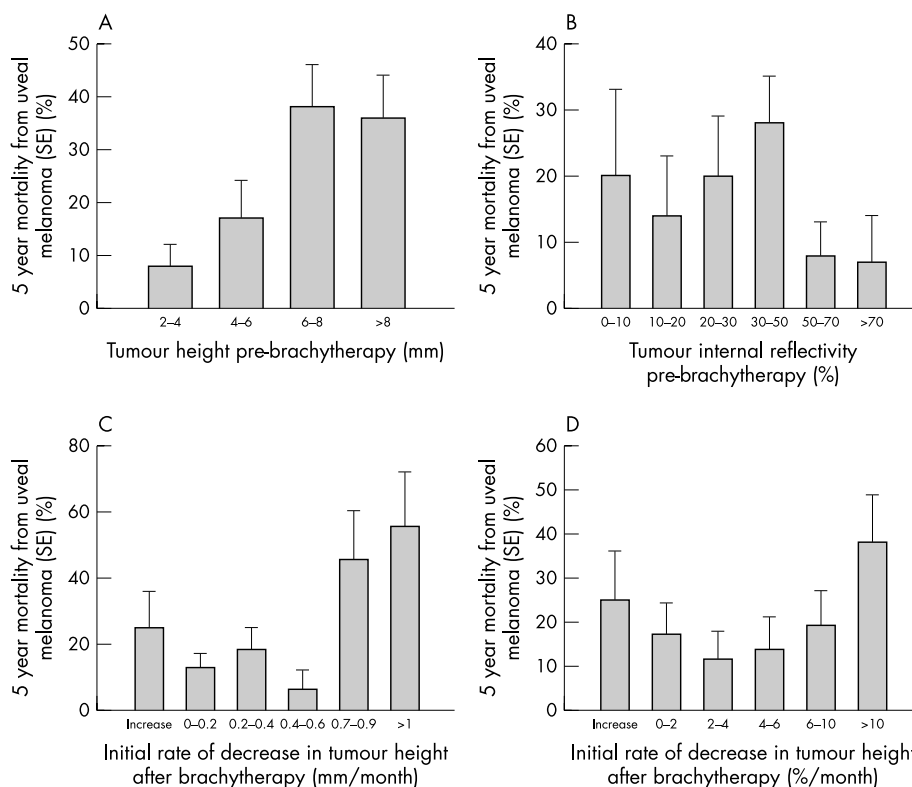 A
5 year mortality from uveal
melanoma (SE) (%)
50
40
30
20
10
0
2–4 4–6 6–8 >8
Tumour height pre-brachytherapy (mm)
B
5 year mortality from uveal
melanoma (SE) (%)
40
30
20
10
0
0–10 10–20 20–30 30–50 50–70 >70
Tumour internal reflectivity
pre-brachytherapy (%)
C
5 year mortality from uveal
melanoma (SE) (%)
80
60
40
20
0
Increase 0–0.2 0.2–0.4 0.4–0.6 0.7–0.9 >1
Initial rate of decrease in tumour height
after brachytherapy (mm/month)
D
5 year mortality from uveal
melanoma (SE) (%)
60
50
40
30
20
10
0
Increase 0–2 2–4 4–6 6–10 >10
Initial rate of decrease in tumour height
after brachytherapy (%/month)